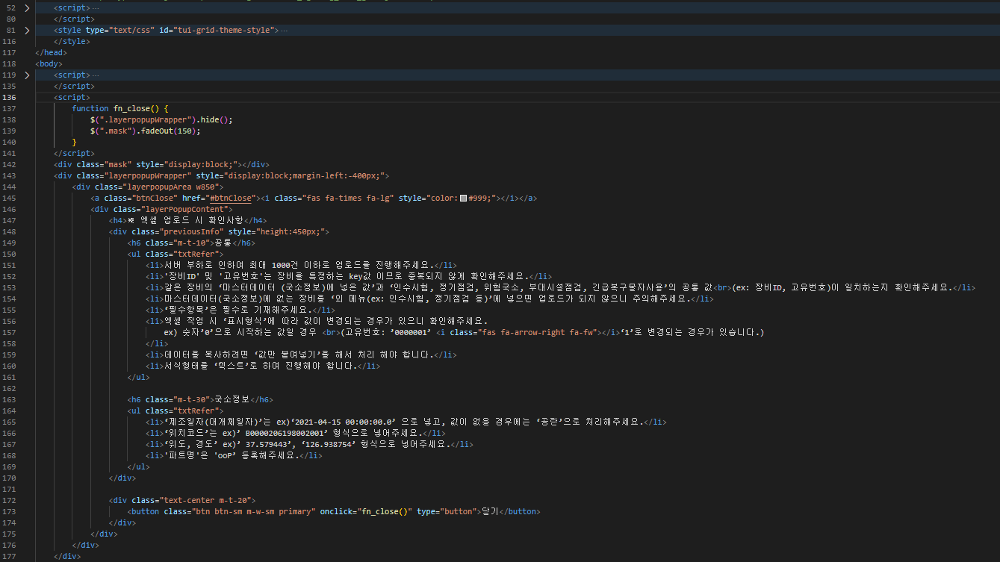 52 <script>
80 </script>
81 <style type="text/css" id="tui-grid-theme-style">
116 </style>
117 </head>
118 <body>
119 <script>
135 </script>
136 <script>
137 function fn_close() {
138 $(".layerpopupWrapper").hide();
139 $(".mask").fadeOut(150);
140 }
141 </script>
142 <div class="mask" style="display:block;"></div>
143 <div class="layerpopupWrapper" style="display:block;margin-left:-400px;">
144 <div class="layerpopupArea w850">
145 <a class="btnClose" href="#btnClose"><i class="fas fa-times fa-lg" style="color:#999;"></i></a>
146 <div class="layerPopupContent">
147 <h4>※ 엑셀 업로드 시 확인사항</h4>
148 <div class="previousInfo" style="height:450px;">
149 <h6 class="m-t-10">공통</h6>
150 <ul class="txtRefer">
151 <li>서버 부하로 인하여 최대 1000건 이하로 업로드를 진행해주세요.</li>
152 <li>'장비ID' 및 '고유번호'는 장비를 특정하는 key값 이므로 중복되지 않게 확인해주세요.</li>
153 <li>같은 장비의 ‘마스터데이터 (국소정보)에 넣은 값’과 ‘인수시험, 정기점검, 위험국소, 부대시설점검, 긴급복구물자사용’의 공통 값<br>(ex: 장비ID, 고유번호)이 일치하는지 확인해주세요.</li>
154 <li>마스터데이터(국소정보)에 없는 장비를 ‘외 메뉴(ex: 인수시험, 정기점검 등)’에 넣으면 업로드가 되지 않으니 주의해주세요.</li>
155 <li>‘필수항목’은 필수로 기재해주세요.</li>
156 <li>엑셀 작업 시 ‘표시형식’에 따라 값이 변경되는 경우가 있으니 확인해주세요.
157 ex) 숫자’0’으로 시작하는 값일 경우 <br>(고유번호: ’0000001’ <i class="fas fa-arrow-right fa-fw"></i>‘1’로 변경되는 경우가 있습니다.)
158 </li>
159 <li>데이터를 복사하려면 ‘값만 붙여넣기’를 해서 처리 해야 합니다.</li>
160 <li>서식형태를 ‘텍스트’로 하여 진행해야 합니다.</li>
161 </ul>
162
163 <h6 class="m-t-30">국소정보</h6>
164 <ul class="txtRefer">
165 <li>‘제조일자(대개체일자)’는 ex)‘2021-04-15 00:00:00.0’ 으로 넣고, 값이 없을 경우에는 ‘공란’으로 처리해주세요.</li>
166 <li>‘위치코드’는 ex)’ B0000206198002001’ 형식으로 넣어주세요.</li>
167 <li>‘위도, 경도’ ex)’ 37.579443’, ‘126.938754’ 형식으로 넣어주세요.</li>
168 <li>'파트명'은 'ooP’ 등록해주세요.</li>
169 </ul>
170 </div>
171
172 <div class="text-center m-t-20">
173 <button class="btn btn-sm m-w-sm primary" onclick="fn_close()" type="button">닫기</button>
174 </div>
175 </div>
176 </div>
177 </div>